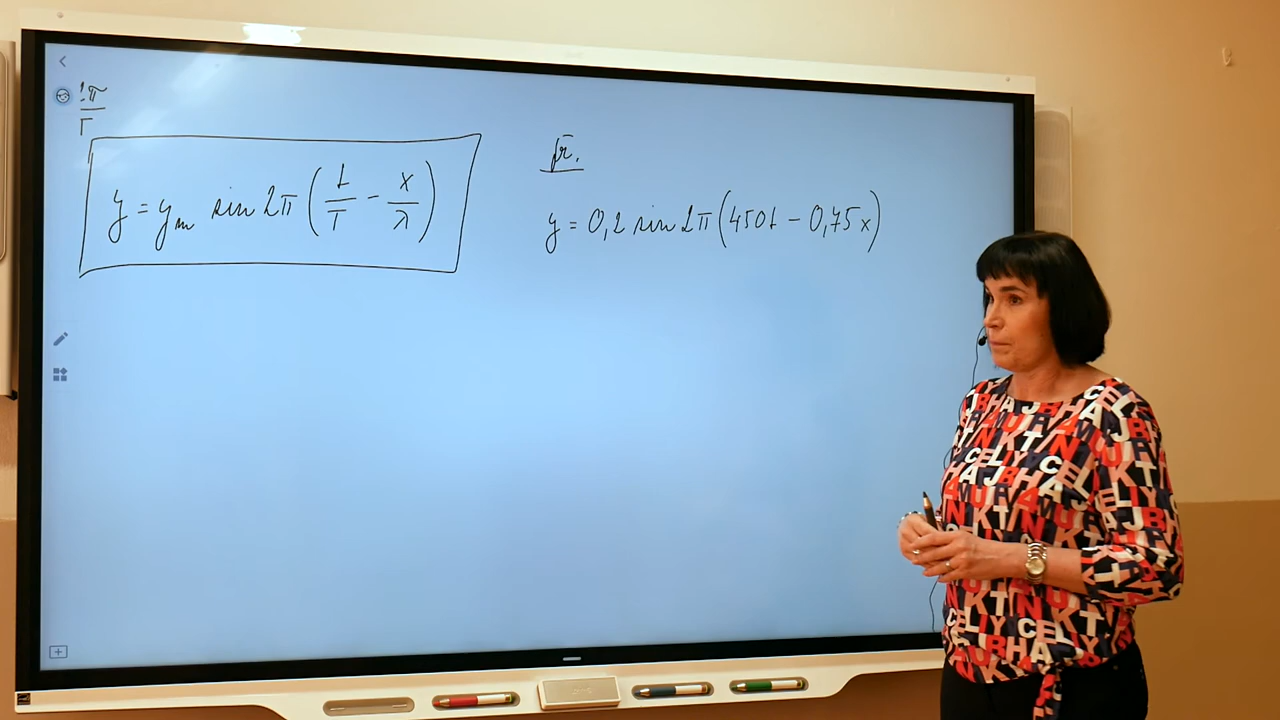 y = y_m sin 2π (t/T − x/λ)
Př.
y = 0,2 sin 2π (450t − 0,75x)